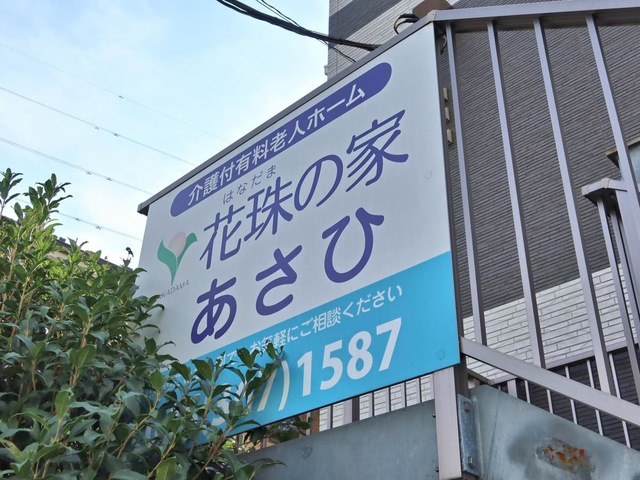 介護付有料老人ホーム
はなだま
花珠の家
あさひ
お気軽にご相談ください
7)1587